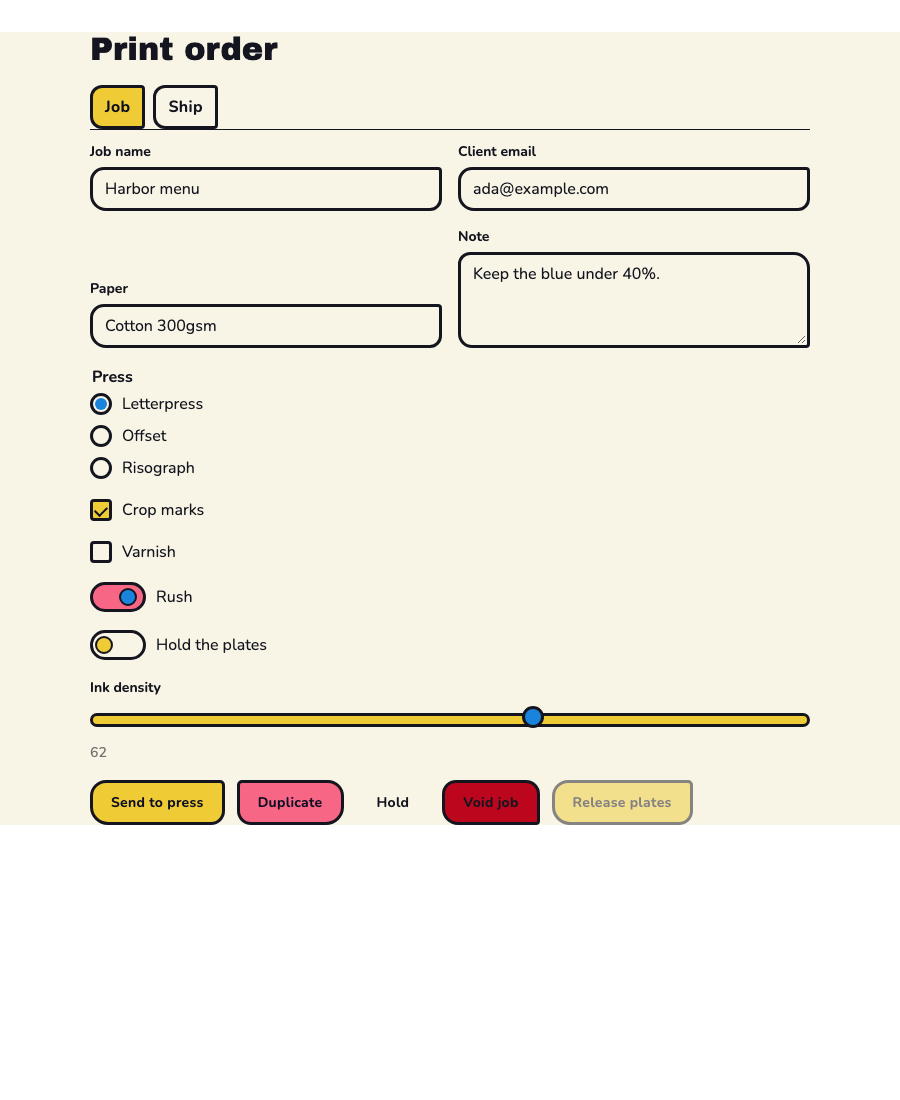 Print order
Job Ship
Job name
Harbor menu
Client email
ada@example.com
Paper
Cotton 300gsm
Note
Keep the blue under 40%.
Press
Letterpress
Offset
Risograph
Crop marks
Varnish
Rush
Hold the plates
Ink density
62
Send to press Duplicate Hold Void job Release plates